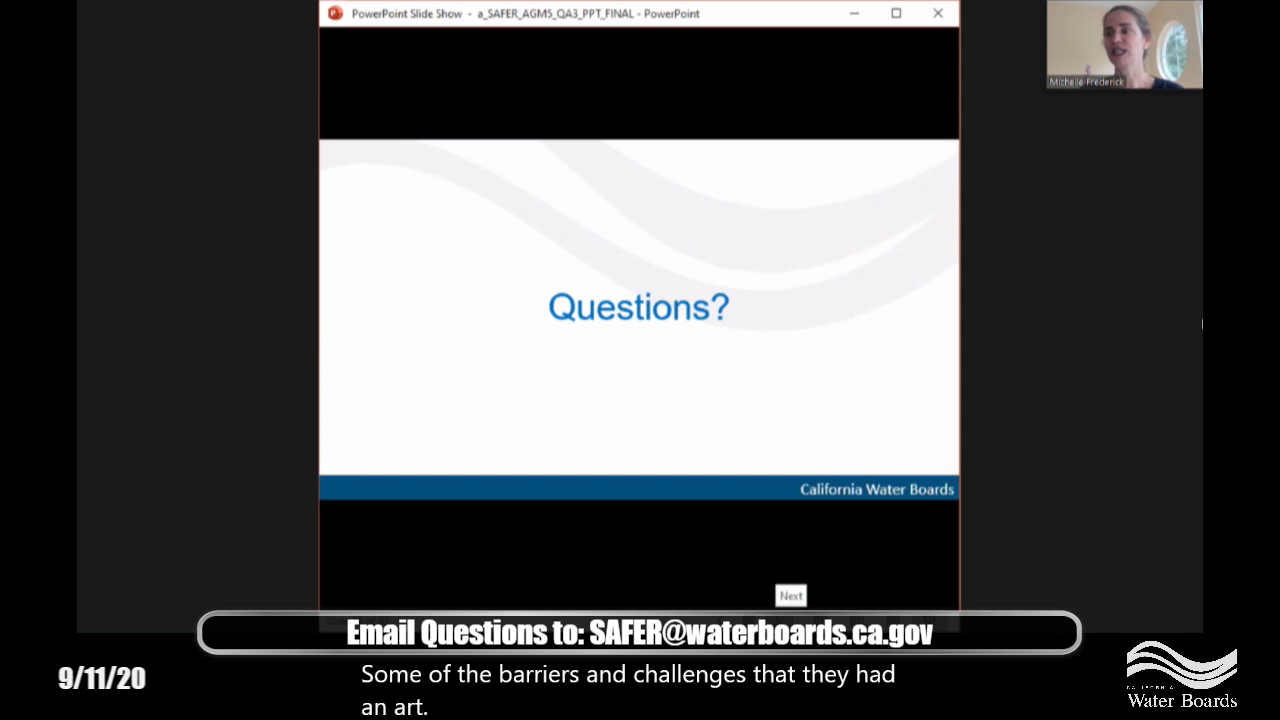 PowerPoint Slide Show - a_SAFER_AGM5_QA3_PPT_FINAL - PowerPoint
Michelle Frederick
Questions?
California Water Boards
Next
Email Questions to: SAFER@waterboards.ca.gov
9/11/20
Some of the barriers and challenges that they had
an art.
CALIFORNIA
Water Boards